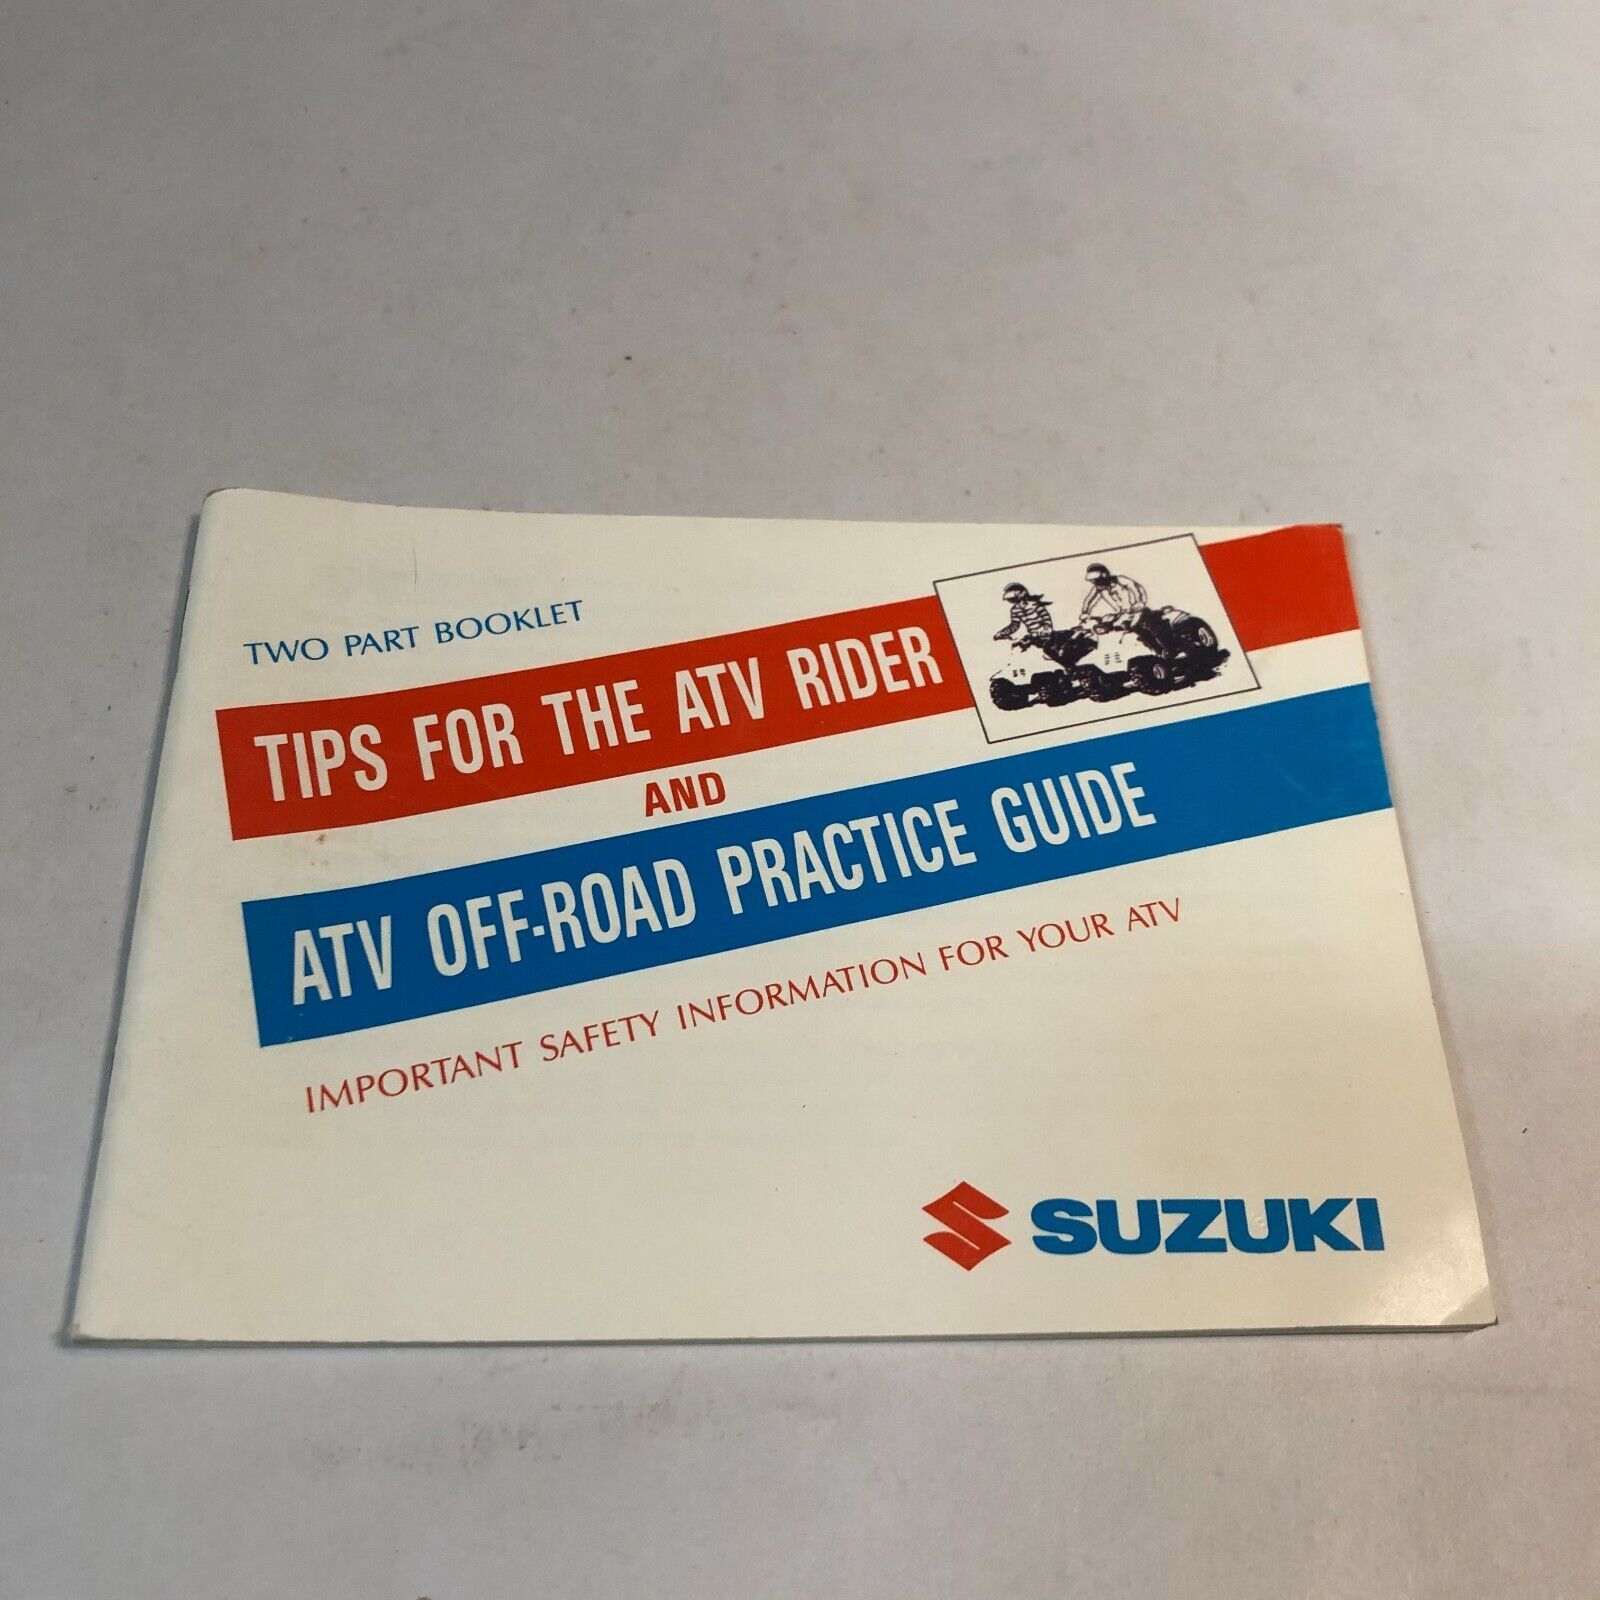 TWO PART BOOKLET
TIPS FOR THE ATV RIDER
AND
ATV OFF-ROAD PRACTICE GUIDE
IMPORTANT SAFETY INFORMATION FOR YOUR ATV
SUZUKI